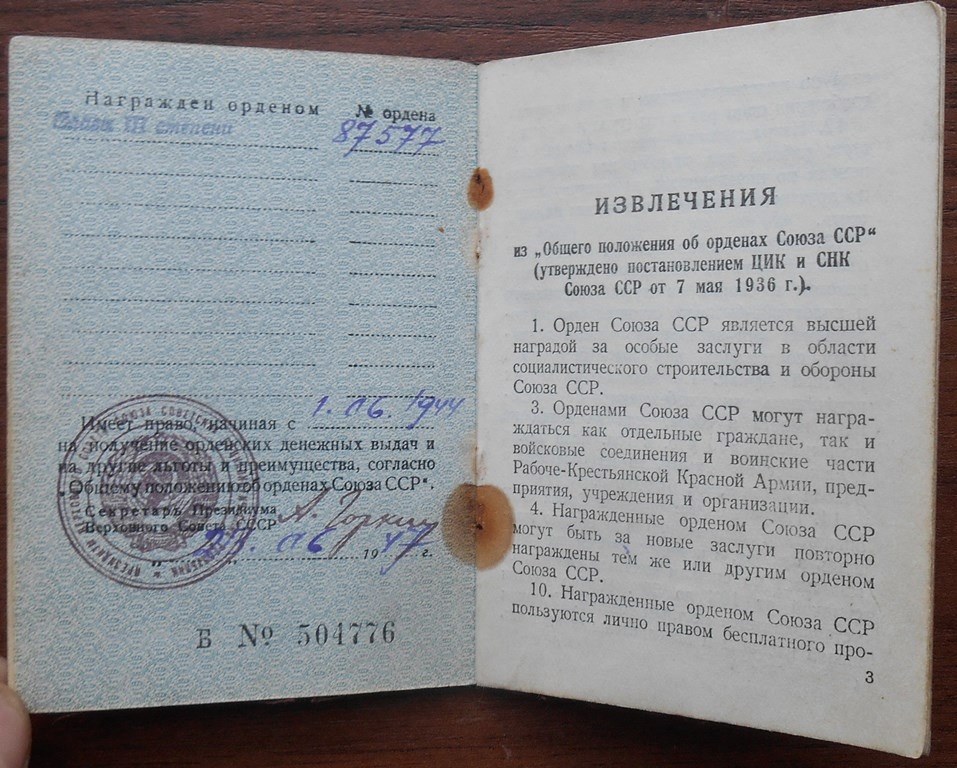 Награжден орденом № ордена
Славы III степени 87577
Имеет право, начиная с 1.06.1944
на получение орденских денежных выдач и
на другие льготы и преимущества, согласно
"Общему положению об орденах Союза ССР".
Секретарь Президиума
Верховного Совета СССР А. Горкин
06 1947 г.
Б № 504776
ИЗВЛЕЧЕНИЯ
из „Общего положения об орденах Союза ССР“
(утверждено постановлением ЦИК и СНК
Союза ССР от 7 мая 1936 г.).
1. Орден Союза ССР является высшей
наградой за особые заслуги в области
социалистического строительства и обороны
Союза ССР.
3. Орденами Союза ССР могут награ-
ждаться как отдельные граждане, так и
войсковые соединения и воинские части
Рабоче-Крестьянской Красной Армии, пред-
приятия, учреждения и организации.
4. Награжденные орденом Союза ССР
могут быть за новые заслуги повторно
награждены тем же или другим орденом
Союза ССР.
10. Награжденные орденом Союза ССР
пользуются лично правом бесплатного про-
3